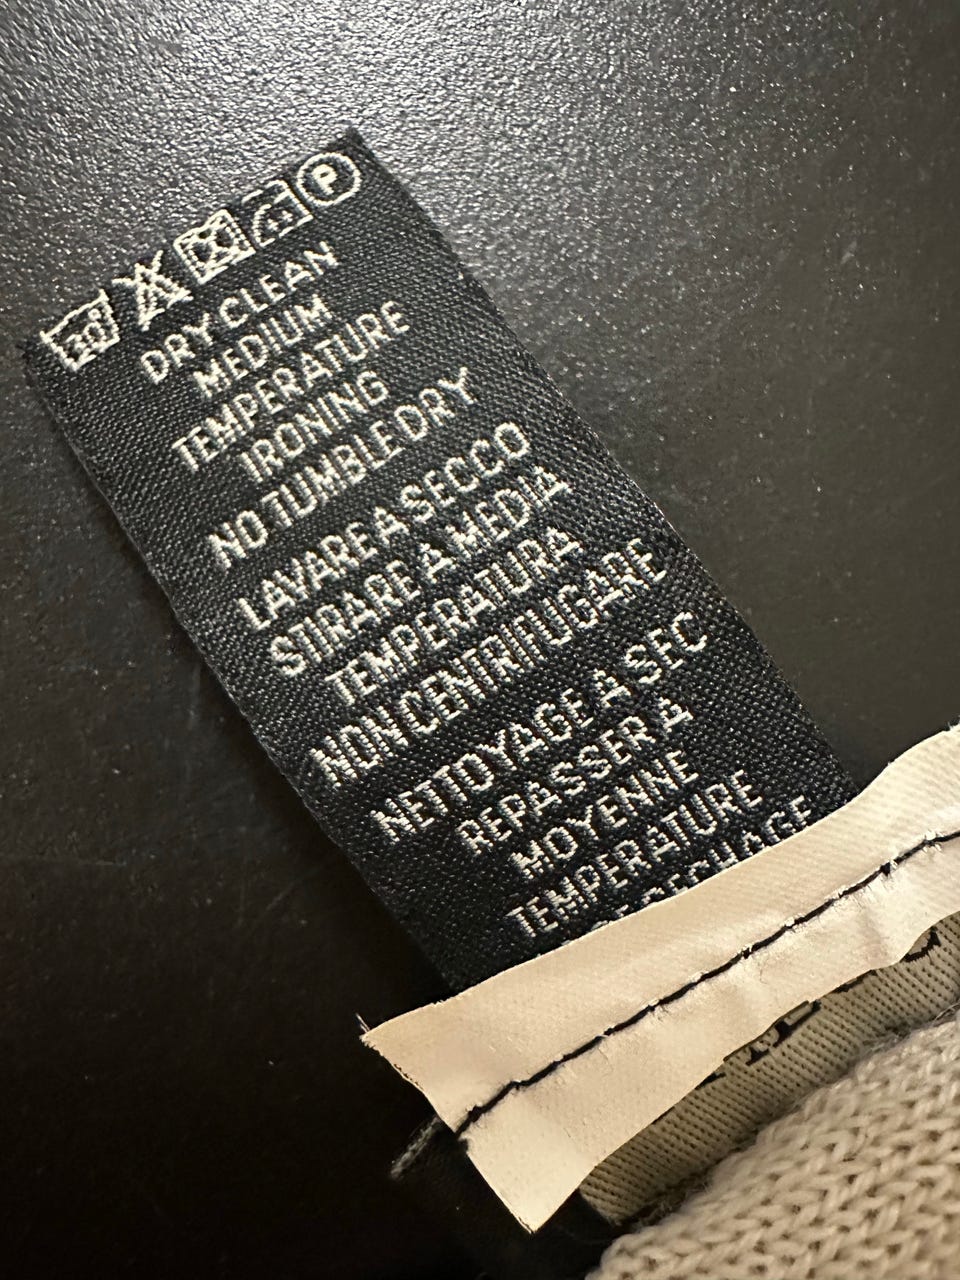 30° P
DRY CLEAN
MEDIUM
TEMPERATURE
IRONING
NO TUMBLE DRY
LAVARE A SECCO
STIRARE A MEDIA
TEMPERATURA
NON CENTRIFUGARE
NETTOYAGE A SEC
REPASSER A
MOYENNE
TEMPERATURE
SECHAGE